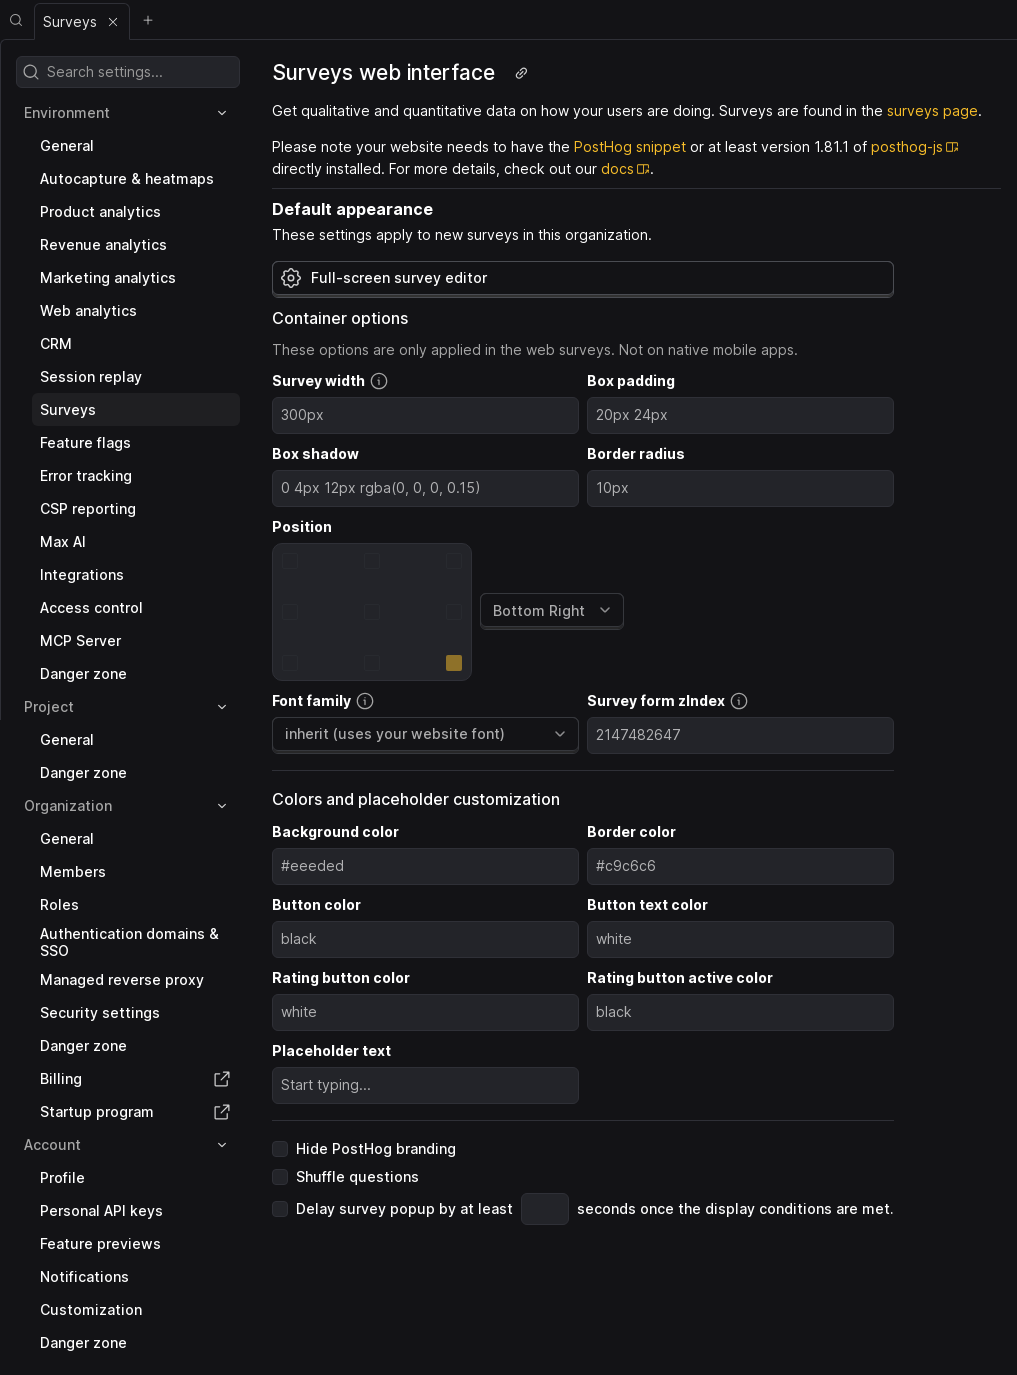 Surveys
Search settings...
Environment
General
Autocapture & heatmaps
Product analytics
Revenue analytics
Marketing analytics
Web analytics
CRM
Session replay
Surveys
Feature flags
Error tracking
CSP reporting
Max AI
Integrations
Access control
MCP Server
Danger zone
Project
General
Danger zone
Organization
General
Members
Roles
Authentication domains &
SSO
Managed reverse proxy
Security settings
Danger zone
Billing
Startup program
Account
Profile
Personal API keys
Feature previews
Notifications
Customization
Danger zone
Surveys web interface
Get qualitative and quantitative data on how your users are doing. Surveys are found in the surveys page.
Please note your website needs to have the PostHog snippet or at least version 1.81.1 of posthog-js
directly installed. For more details, check out our docs.
Default appearance
These settings apply to new surveys in this organization.
Full-screen survey editor
Container options
These options are only applied in the web surveys. Not on native mobile apps.
Survey width Box padding
300px 20px 24px
Box shadow Border radius
0 4px 12px rgba(0, 0, 0, 0.15) 10px
Position
Bottom Right
Font family Survey form zIndex
inherit (uses your website font) 2147482647
Colors and placeholder customization
Background color Border color
#eeeded #c9c6c6
Button color Button text color
black white
Rating button color Rating button active color
white black
Placeholder text
Start typing...
Hide PostHog branding
Shuffle questions
Delay survey popup by at least seconds once the display conditions are met.